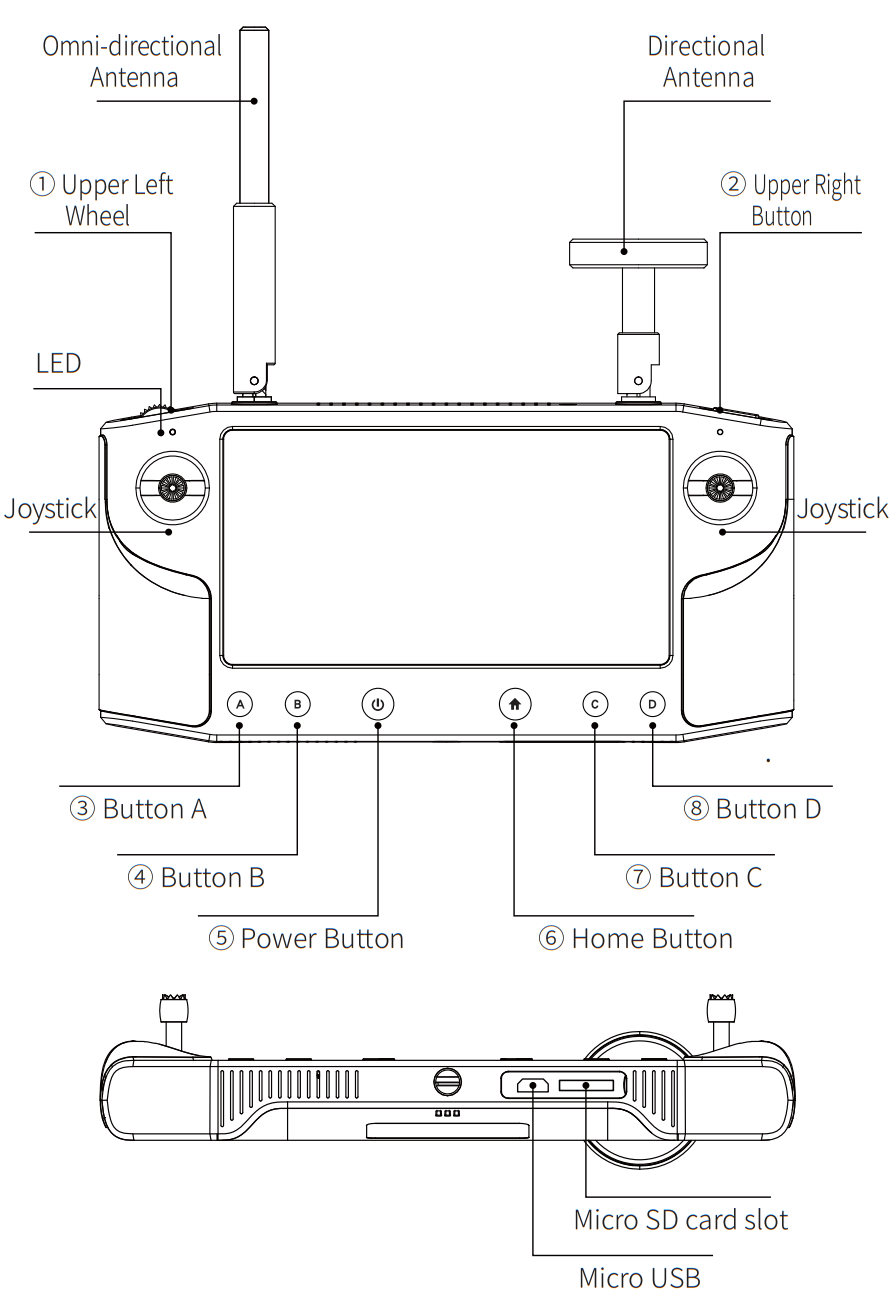 Omni-directional
Antenna
Directional
Antenna
① Upper Left
Wheel
② Upper Right
Button
LED
Joystick
Joystick
A
B
C
D
③ Button A
⑧ Button D
④ Button B
⑦ Button C
⑤ Power Button
⑥ Home Button
Micro SD card slot
Micro USB